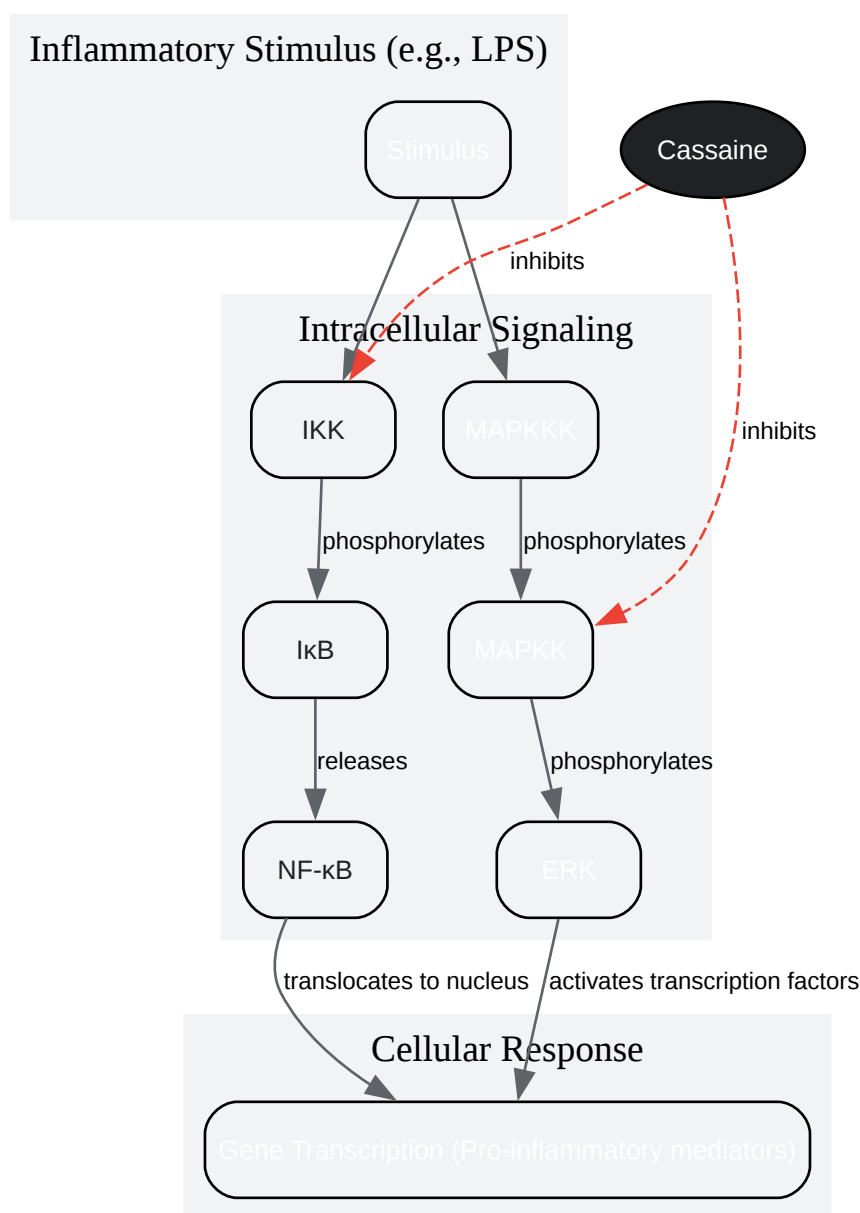 Inflammatory Stimulus (e.g., LPS)
Stimulus
Cassaine
inhibits
Intracellular Signaling
IKK
MAPKKK
inhibits
phosphorylates
phosphorylates
IκB
MAPKK
releases
phosphorylates
NF-κB
ERK
translocates to nucleus
activates transcription factors
Cellular Response
Gene Transcription (Pro-inflammatory mediators)